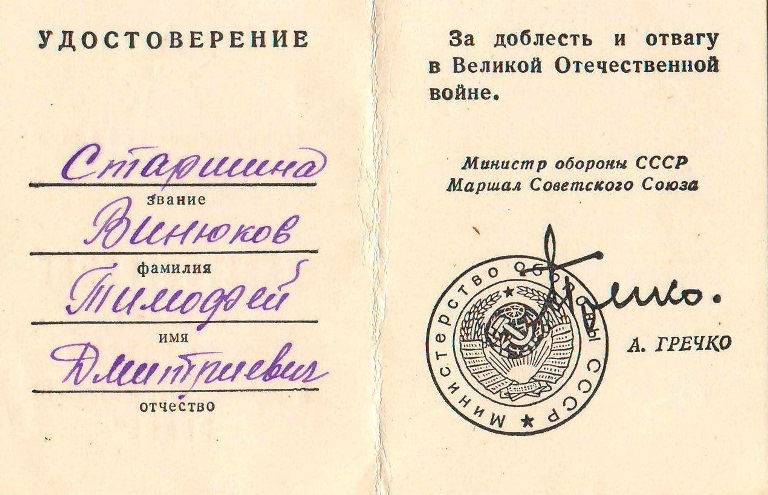 УДОСТОВЕРЕНИЕ
Старшина
звание
Винюков
фамилия
Тимофей
имя
Дмитриевич
отчество
За доблесть и отвагу
в Великой Отечественной
войне.
Министр обороны СССР
Маршал Советского Союза
Министерство Обороны СССР
Гречко.
А. ГРЕЧКО